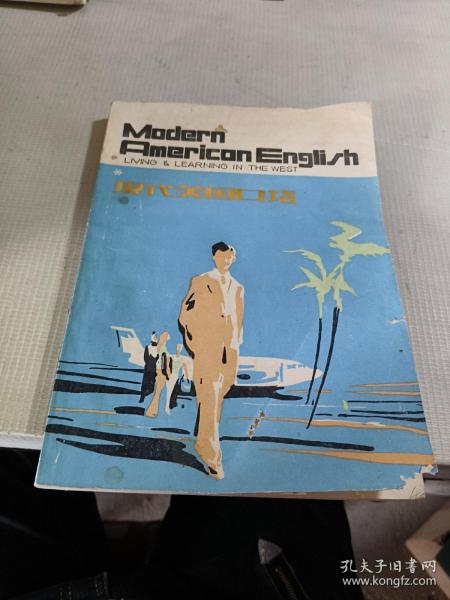 Modern
American English
LIVING & LEARNING IN THE WEST
现代美国口语
孔夫子旧书网
www.kongfz.com